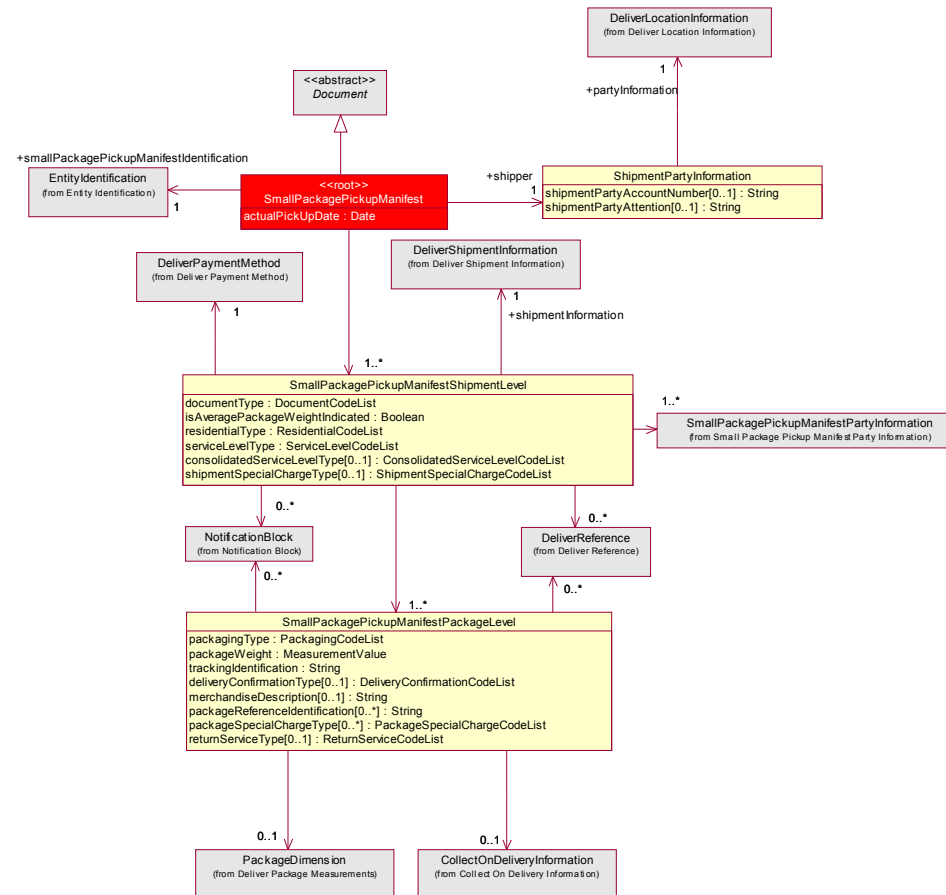 DeliverLocationInformation
(from Deliver Location Information)
1
+partyInformation
<<abstract>>
Document
+smallPackagePickupManifestIdentification
EntityIdentification
(from Entity Identification)
1
<<root>>
SmallPackagePickupManifest
actualPickUpDate : Date
+shipper
1
ShipmentPartyInformation
shipmentPartyAccountNumber[0..1] : String
shipmentPartyAttention[0..1] : String
DeliverPaymentMethod
(from Deliver Payment Method)
1
DeliverShipmentInformation
(from Deliver Shipment Information)
1
+shipmentInformation
1..*
SmallPackagePickupManifestShipmentLevel
documentType : DocumentCodeList
isAveragePackageWeightIndicated : Boolean
residentialType : ResidentialCodeList
serviceLevelType : ServiceLevelCodeList
consolidatedServiceLevelType[0..1] : ConsolidatedServiceLevelCodeList
shipmentSpecialChargeType[0..1] : ShipmentSpecialChargeCodeList
1..*
SmallPackagePickupManifestPartyInformation
(from Small Package Pickup ManifestParty Information)
0..*
NotificationBlock
(from Notification Block)
0..*
0..*
DeliverReference
(from Deliver Reference)
0..*
1..*
SmallPackagePickupManifestPackageLevel
packagingType : PackagingCodeList
packageWeight : MeasurementValue
trackingIdentification : String
deliveryConfirmationType[0..1] : DeliveryConfirmationCodeList
merchandiseDescription[0..1] : String
packageReferenceIdentification[0..*] : String
packageSpecialChargeType[0..*] : PackageSpecialChargeCodeList
returnServiceType[0..1] : ReturnServiceCodeList
0..1
PackageDimension
(from Deliver Package Measurements)
0..1
CollectOnDeliveryInformation
(from Collect On Delivery Information)